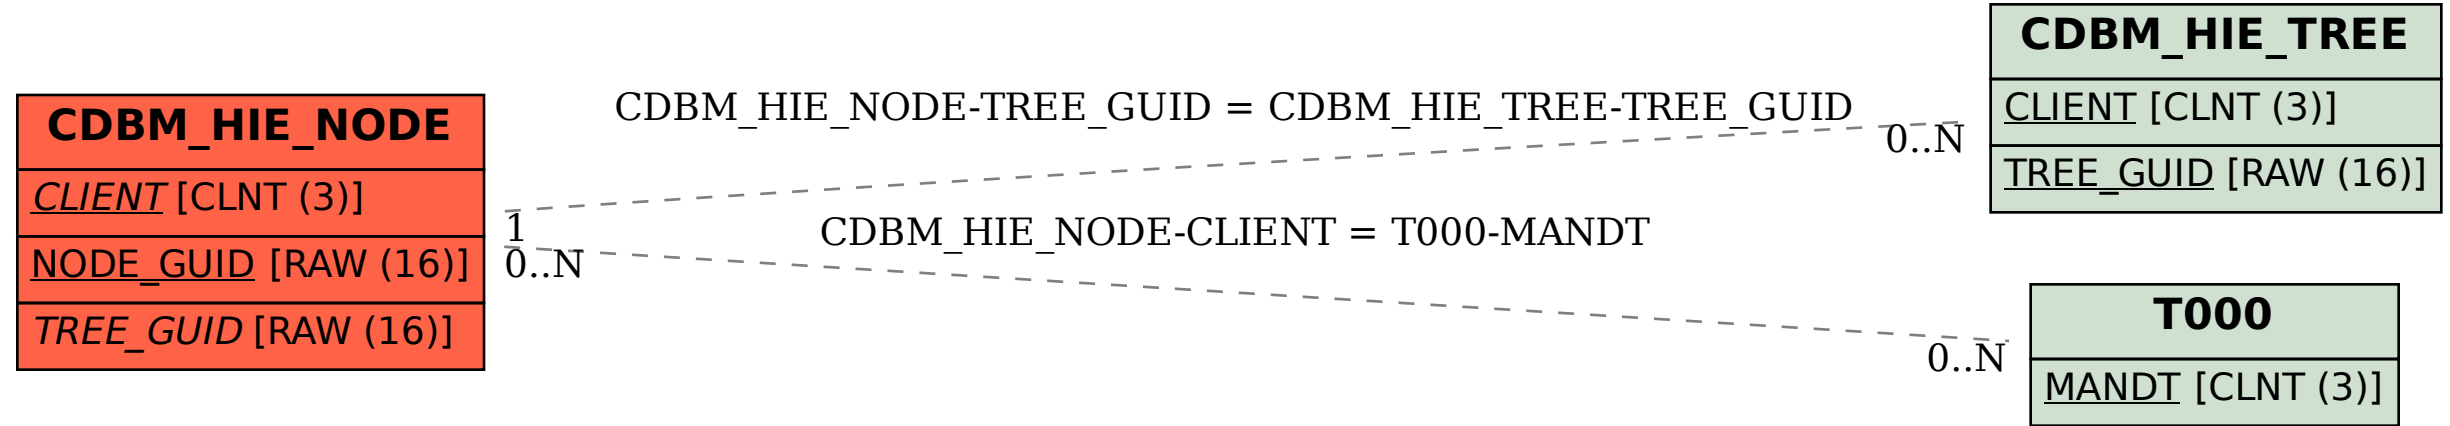 CDBM_HIE_NODE
CLIENT [CLNT (3)]
NODE_GUID [RAW (16)]
TREE_GUID [RAW (16)]
CDBM_HIE_NODE-TREE_GUID = CDBM_HIE_TREE-TREE_GUID
0..N
1
CDBM_HIE_NODE-CLIENT = T000-MANDT
0..N
0..N
CDBM_HIE_TREE
CLIENT [CLNT (3)]
TREE_GUID [RAW (16)]
T000
MANDT [CLNT (3)]